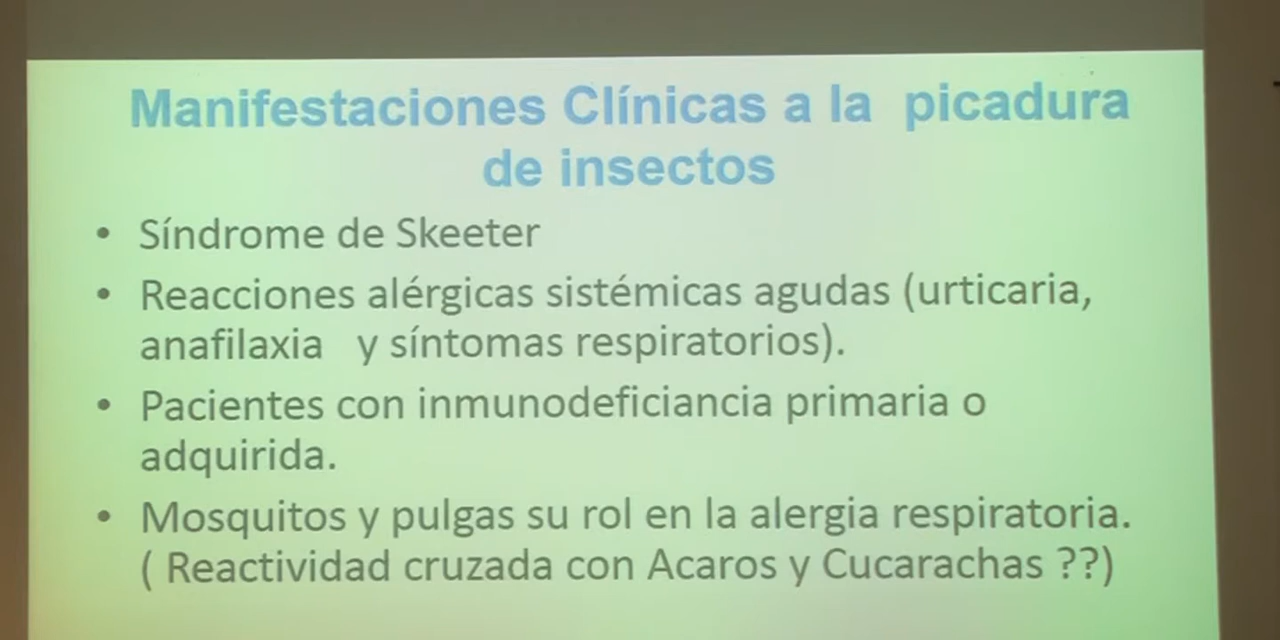 Manifestaciones Clínicas a la picadura
de insectos
• Síndrome de Skeeter
• Reacciones alérgicas sistémicas agudas (urticaria,
anafilaxia y síntomas respiratorios).
• Pacientes con inmunodeficiancia primaria o
adquirida.
• Mosquitos y pulgas su rol en la alergia respiratoria.
( Reactividad cruzada con Acaros y Cucarachas ??)